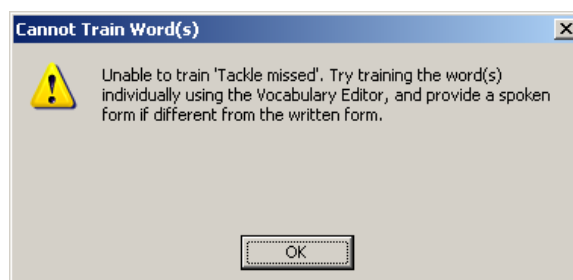 Cannot Train Word(s)
Unable to train 'Tackle missed'. Try training the word(s)
individually using the Vocabulary Editor, and provide a spoken
form if different from the written form.
OK